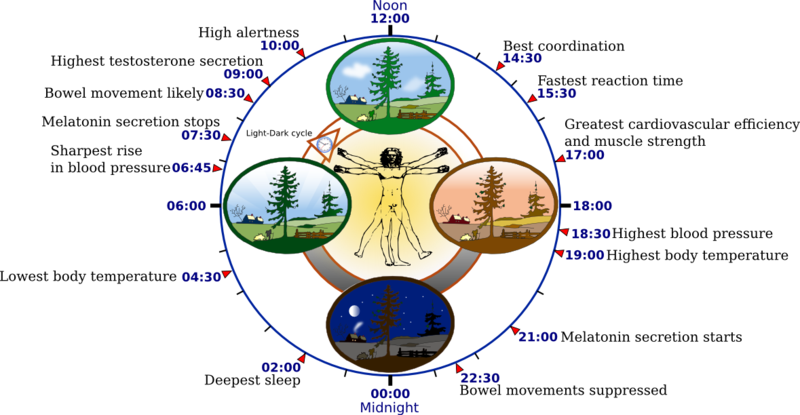 Noon
12:00
High alertness
10:00
Highest testosterone secretion
09:00
Bowel movement likely 08:30
Melatonin secretion stops
07:30
Sharpest rise
in blood pressure 06:45
06:00
Lowest body temperature 04:30
02:00
Deepest sleep
00:00
Midnight
Light-Dark cycle
Best coordination
14:30
Fastest reaction time
15:30
Greatest cardiovascular efficiency
and muscle strength
17:00
18:00
18:30 Highest blood pressure
19:00 Highest body temperature
21:00 Melatonin secretion starts
22:30
Bowel movements suppressed